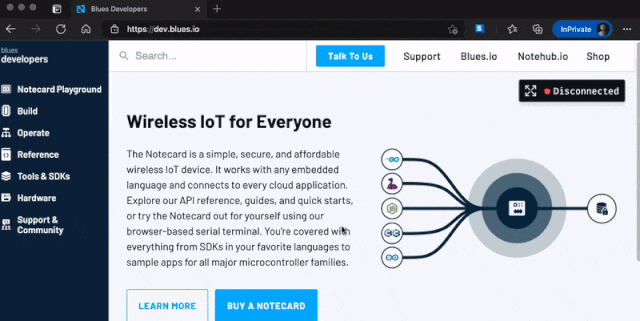 Blues Developers
https://dev.blues.io
InPrivate
blues
developers
Search...
Talk To Us
Support
Blues.io
Notehub.io
Shop
Notecard Playground
Build
Operate
Reference
Tools & SDKs
Hardware
Support &
Community
Disconnected
Wireless IoT for Everyone
The Notecard is a simple, secure, and affordable
wireless IoT device. It works with any embedded
language and connects to every cloud application.
Explore our API reference, guides, and quick starts,
or try the Notecard out for yourself using our
browser-based serial terminal. You're covered with
everything from SDKs in your favorite languages to
sample apps for all major microcontroller families.
LEARN MORE
BUY A NOTECARD